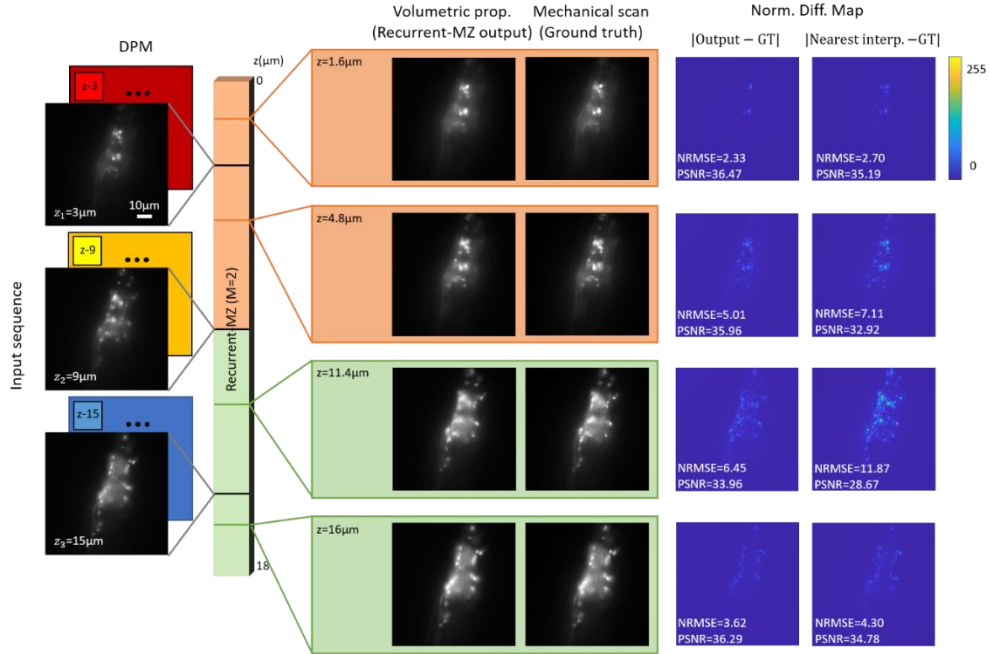 DPM
Input sequence
z-3
•••
z₁=3μm
10μm
z-9
•••
z₂=9μm
z-15
•••
z₃=15μm
z(μm)
0
Recurrent-MZ (M=2)
18
Volumetric prop.
(Recurrent-MZ output)
Mechanical scan
(Ground truth)
z=1.6μm
z=4.8μm
z=11.4μm
z=16μm
Norm. Diff. Map
|Output − GT|
|Nearest interp. −GT|
NRMSE=2.33
PSNR=36.47
NRMSE=2.70
PSNR=35.19
255
0
NRMSE=5.01
PSNR=35.96
NRMSE=7.11
PSNR=32.92
NRMSE=6.45
PSNR=33.96
NRMSE=11.87
PSNR=28.67
NRMSE=3.62
PSNR=36.29
NRMSE=4.30
PSNR=34.78